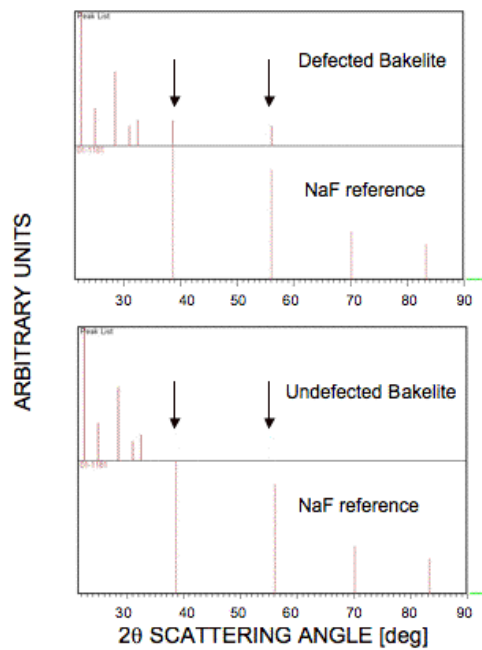 Peak List
Defected Bakelite
01-1181
NaF reference
30 40 50 60 70 80 90
Peak List
Undefected Bakelite
01-1181
NaF reference
30 40 50 60 70 80 90
ARBITRARY UNITS
2θ SCATTERING ANGLE [deg]